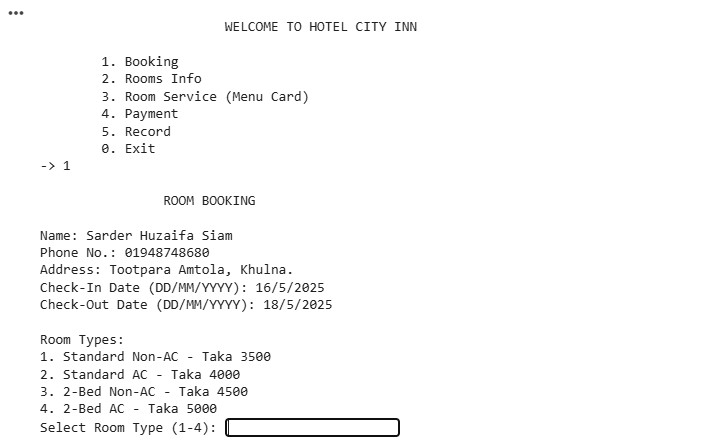 WELCOME TO HOTEL CITY INN
1. Booking
2. Rooms Info
3. Room Service (Menu Card)
4. Payment
5. Record
0. Exit
-> 1
ROOM BOOKING
Name: Sarder Huzaifa Siam
Phone No.: 01948748680
Address: Tootpara Amtola, Khulna.
Check-In Date (DD/MM/YYYY): 16/5/2025
Check-Out Date (DD/MM/YYYY): 18/5/2025
Room Types:
1. Standard Non-AC - Taka 3500
2. Standard AC - Taka 4000
3. 2-Bed Non-AC - Taka 4500
4. 2-Bed AC - Taka 5000
Select Room Type (1-4):